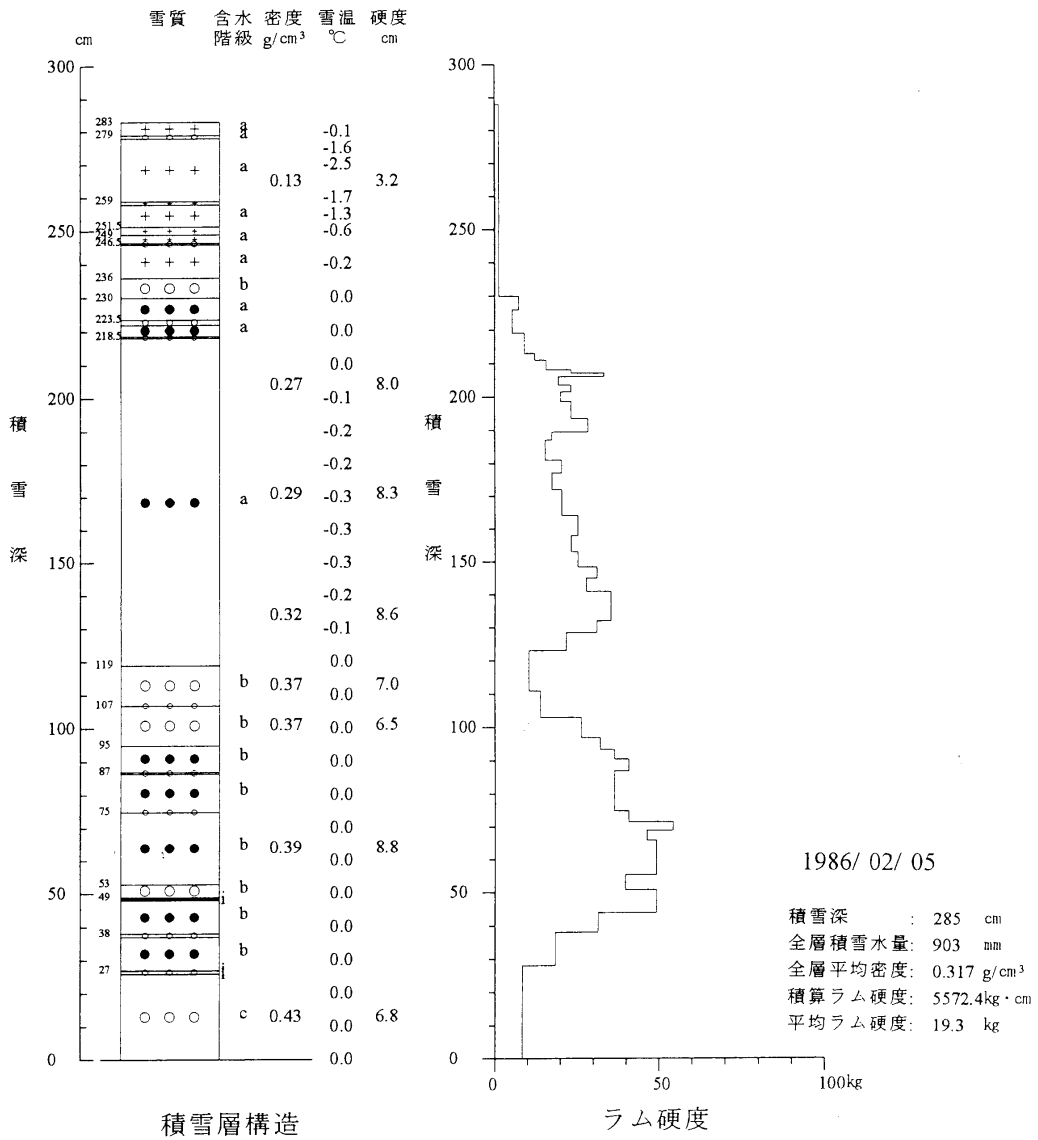 雪質 含水 密度 雪温 硬度
cm 階級 g/cm³ ℃ cm
300
283 a
279 a -0.1
-1.6
a -2.5
0.13 3.2
259 -1.7
a -1.3
251.5
250 -0.6
249 a
246.5
a -0.2
236
b
230 0.0
a
223.5
a 0.0
218.5
0.0
0.27 8.0
200 -0.1
-0.2
-0.2
a 0.29 -0.3 8.3
-0.3
150 -0.3
-0.2
0.32 8.6
-0.1
119 0.0
b 0.37 7.0
107 0.0
100 b 0.37 0.0 6.5
95
b 0.0
87
b 0.0
75
0.0
b 0.39 8.8
0.0
53 b
50 49 i 0.0
b
38 0.0
b
27 i 0.0
0.0
c 0.43 6.8
0.0
0 0.0
積雪深
積雪層構造
300
250
200
150
100
50
0
積雪深
0 50 100kg
ラム硬度
1986/ 02/ 05
積雪深 : 285 cm
全層積雪水量: 903 mm
全層平均密度: 0.317 g/cm³
積算ラム硬度: 5572.4kg・cm
平均ラム硬度: 19.3 kg